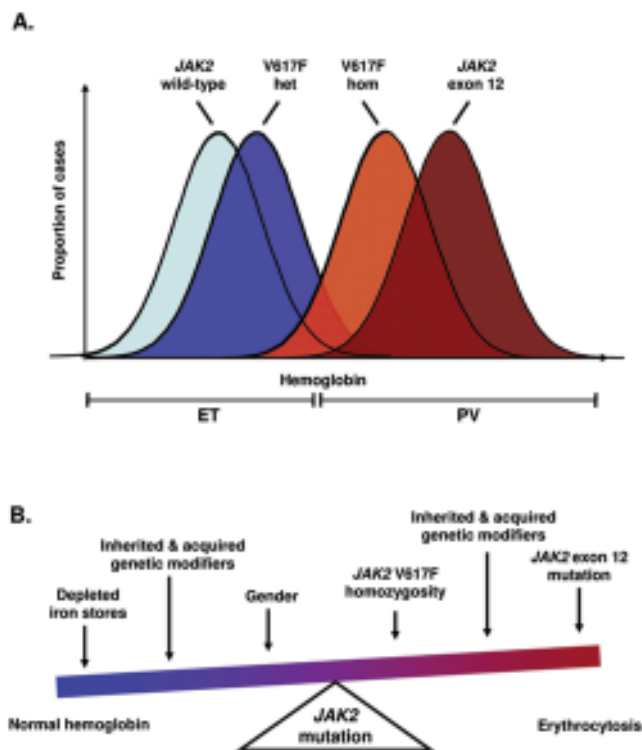 A.
JAK2
wild-type
V617F
het
V617F
hom
JAK2
exon 12
Proportion of cases
Hemoglobin
ET
PV
B.
Inherited & acquired
genetic modifiers
Inherited & acquired
genetic modifiers
JAK2 exon 12
mutation
JAK2 V617F
homozygosity
Depleted
iron stores
Gender
Normal hemoglobin
JAK2
mutation
Erythrocytosis